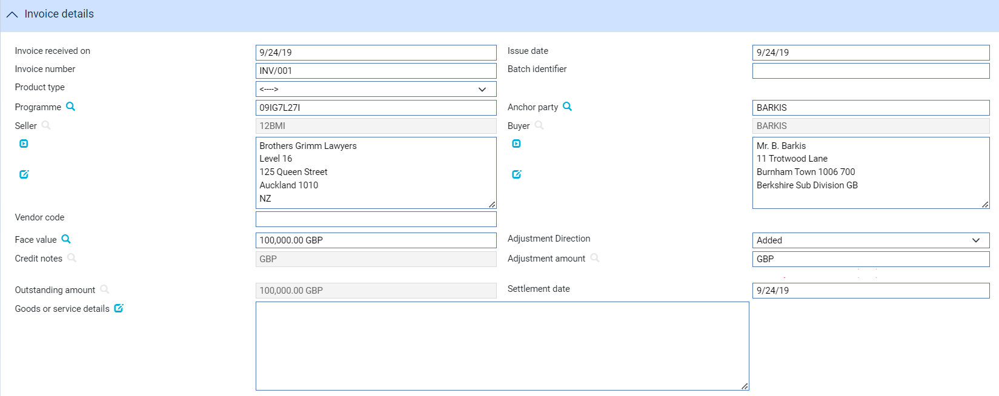 Invoice details
Invoice received on 9/24/19 Issue date 9/24/19
Invoice number INV/001 Batch identifier
Product type <---->
Programme 09IG7L27I Anchor party BARKIS
Seller 12BMI Buyer BARKIS
Brothers Grimm Lawyers
Level 16
125 Queen Street
Auckland 1010
NZ
Mr. B. Barkis
11 Trotwood Lane
Burnham Town 1006 700
Berkshire Sub Division GB
Vendor code
Face value 100,000.00 GBP Adjustment Direction Added
Credit notes GBP Adjustment amount GBP
Outstanding amount 100,000.00 GBP Settlement date 9/24/19
Goods or service details